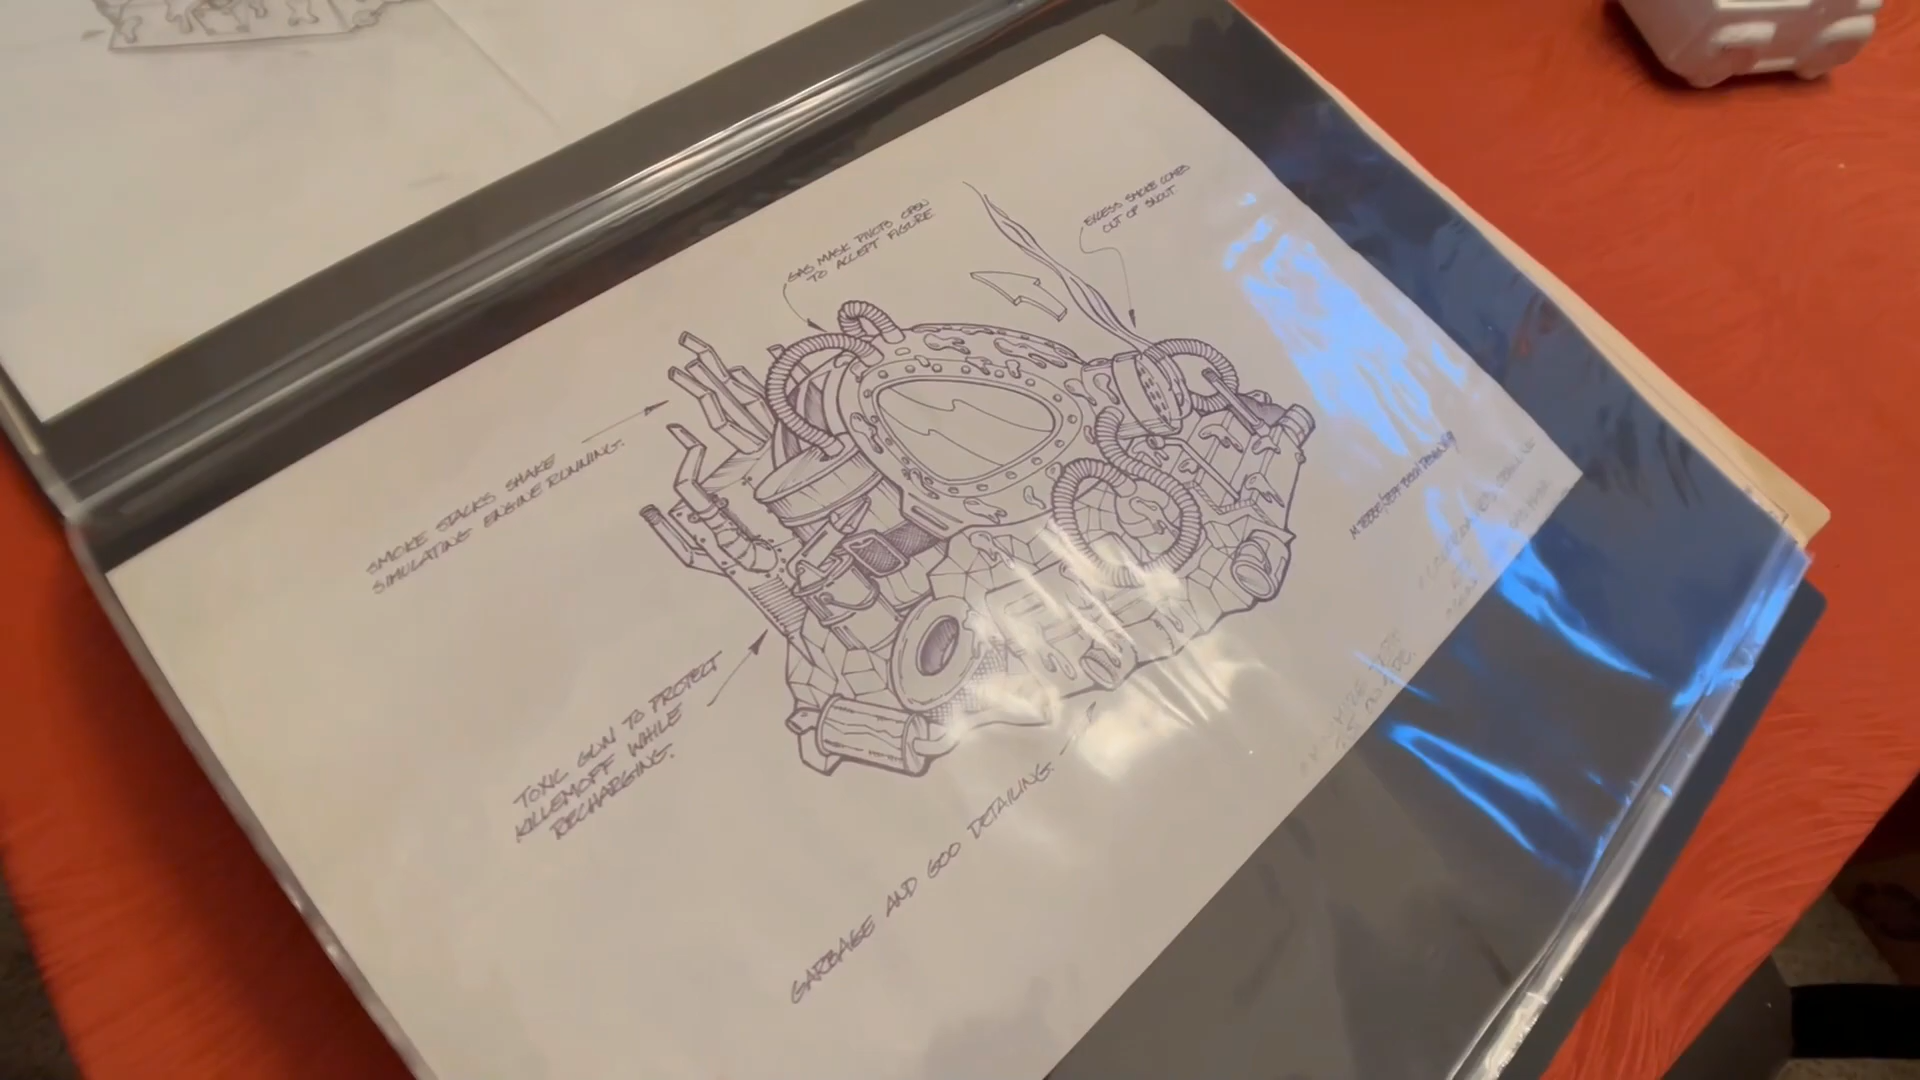 GAS MASK PIVOTS OPEN
TO ACCEPT FIGURE
EXCESS SMOKE COMES
OUT OF SNOUT.
SMOKE STACKS SHAKE
SIMULATING ENGINE RUNNING.
TOXIC GUN TO PROTECT
KILLEMOFF WHILE
RECHARGING.
GARBAGE AND GOO DETAILING.